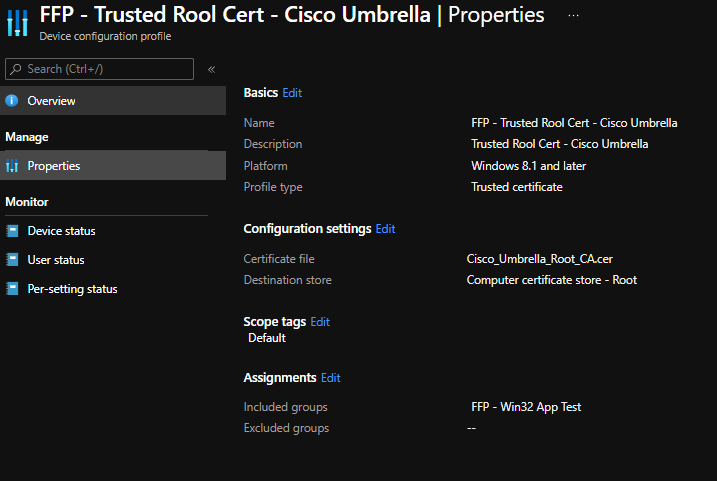 FFP - Trusted Rool Cert - Cisco Umbrella | Properties ...
Device configuration profile
Search (Ctrl+/) «
Overview
Manage
Properties
Monitor
Device status
User status
Per-setting status
Basics Edit
Name FFP - Trusted Rool Cert - Cisco Umbrella
Description Trusted Rool Cert - Cisco Umbrella
Platform Windows 8.1 and later
Profile type Trusted certificate
Configuration settings Edit
Certificate file Cisco_Umbrella_Root_CA.cer
Destination store Computer certificate store - Root
Scope tags Edit
Default
Assignments Edit
Included groups FFP - Win32 App Test
Excluded groups --